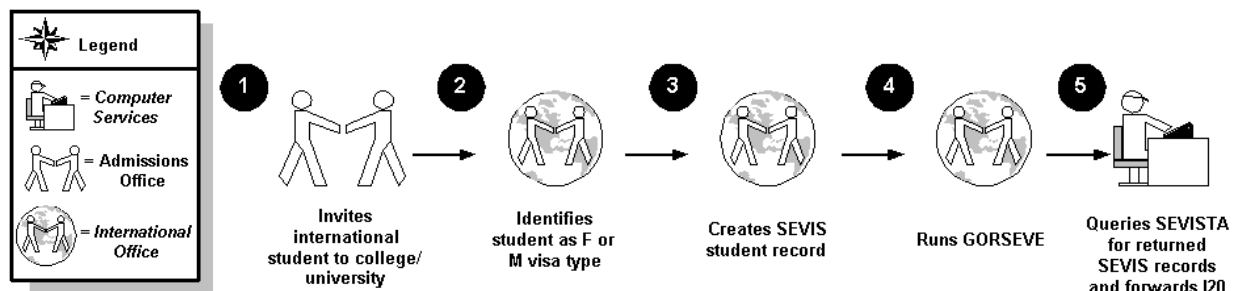 Legend
= Computer
Services
= Admissions
Office
= International
Office
1
2
3
4
5
Invites
international
student to college/
university
Identifies
student as F or
M visa type
Creates SEVIS
student record
Runs GORSEVE
Queries SEVISTA
for returned
SEVIS records
and forwards I20